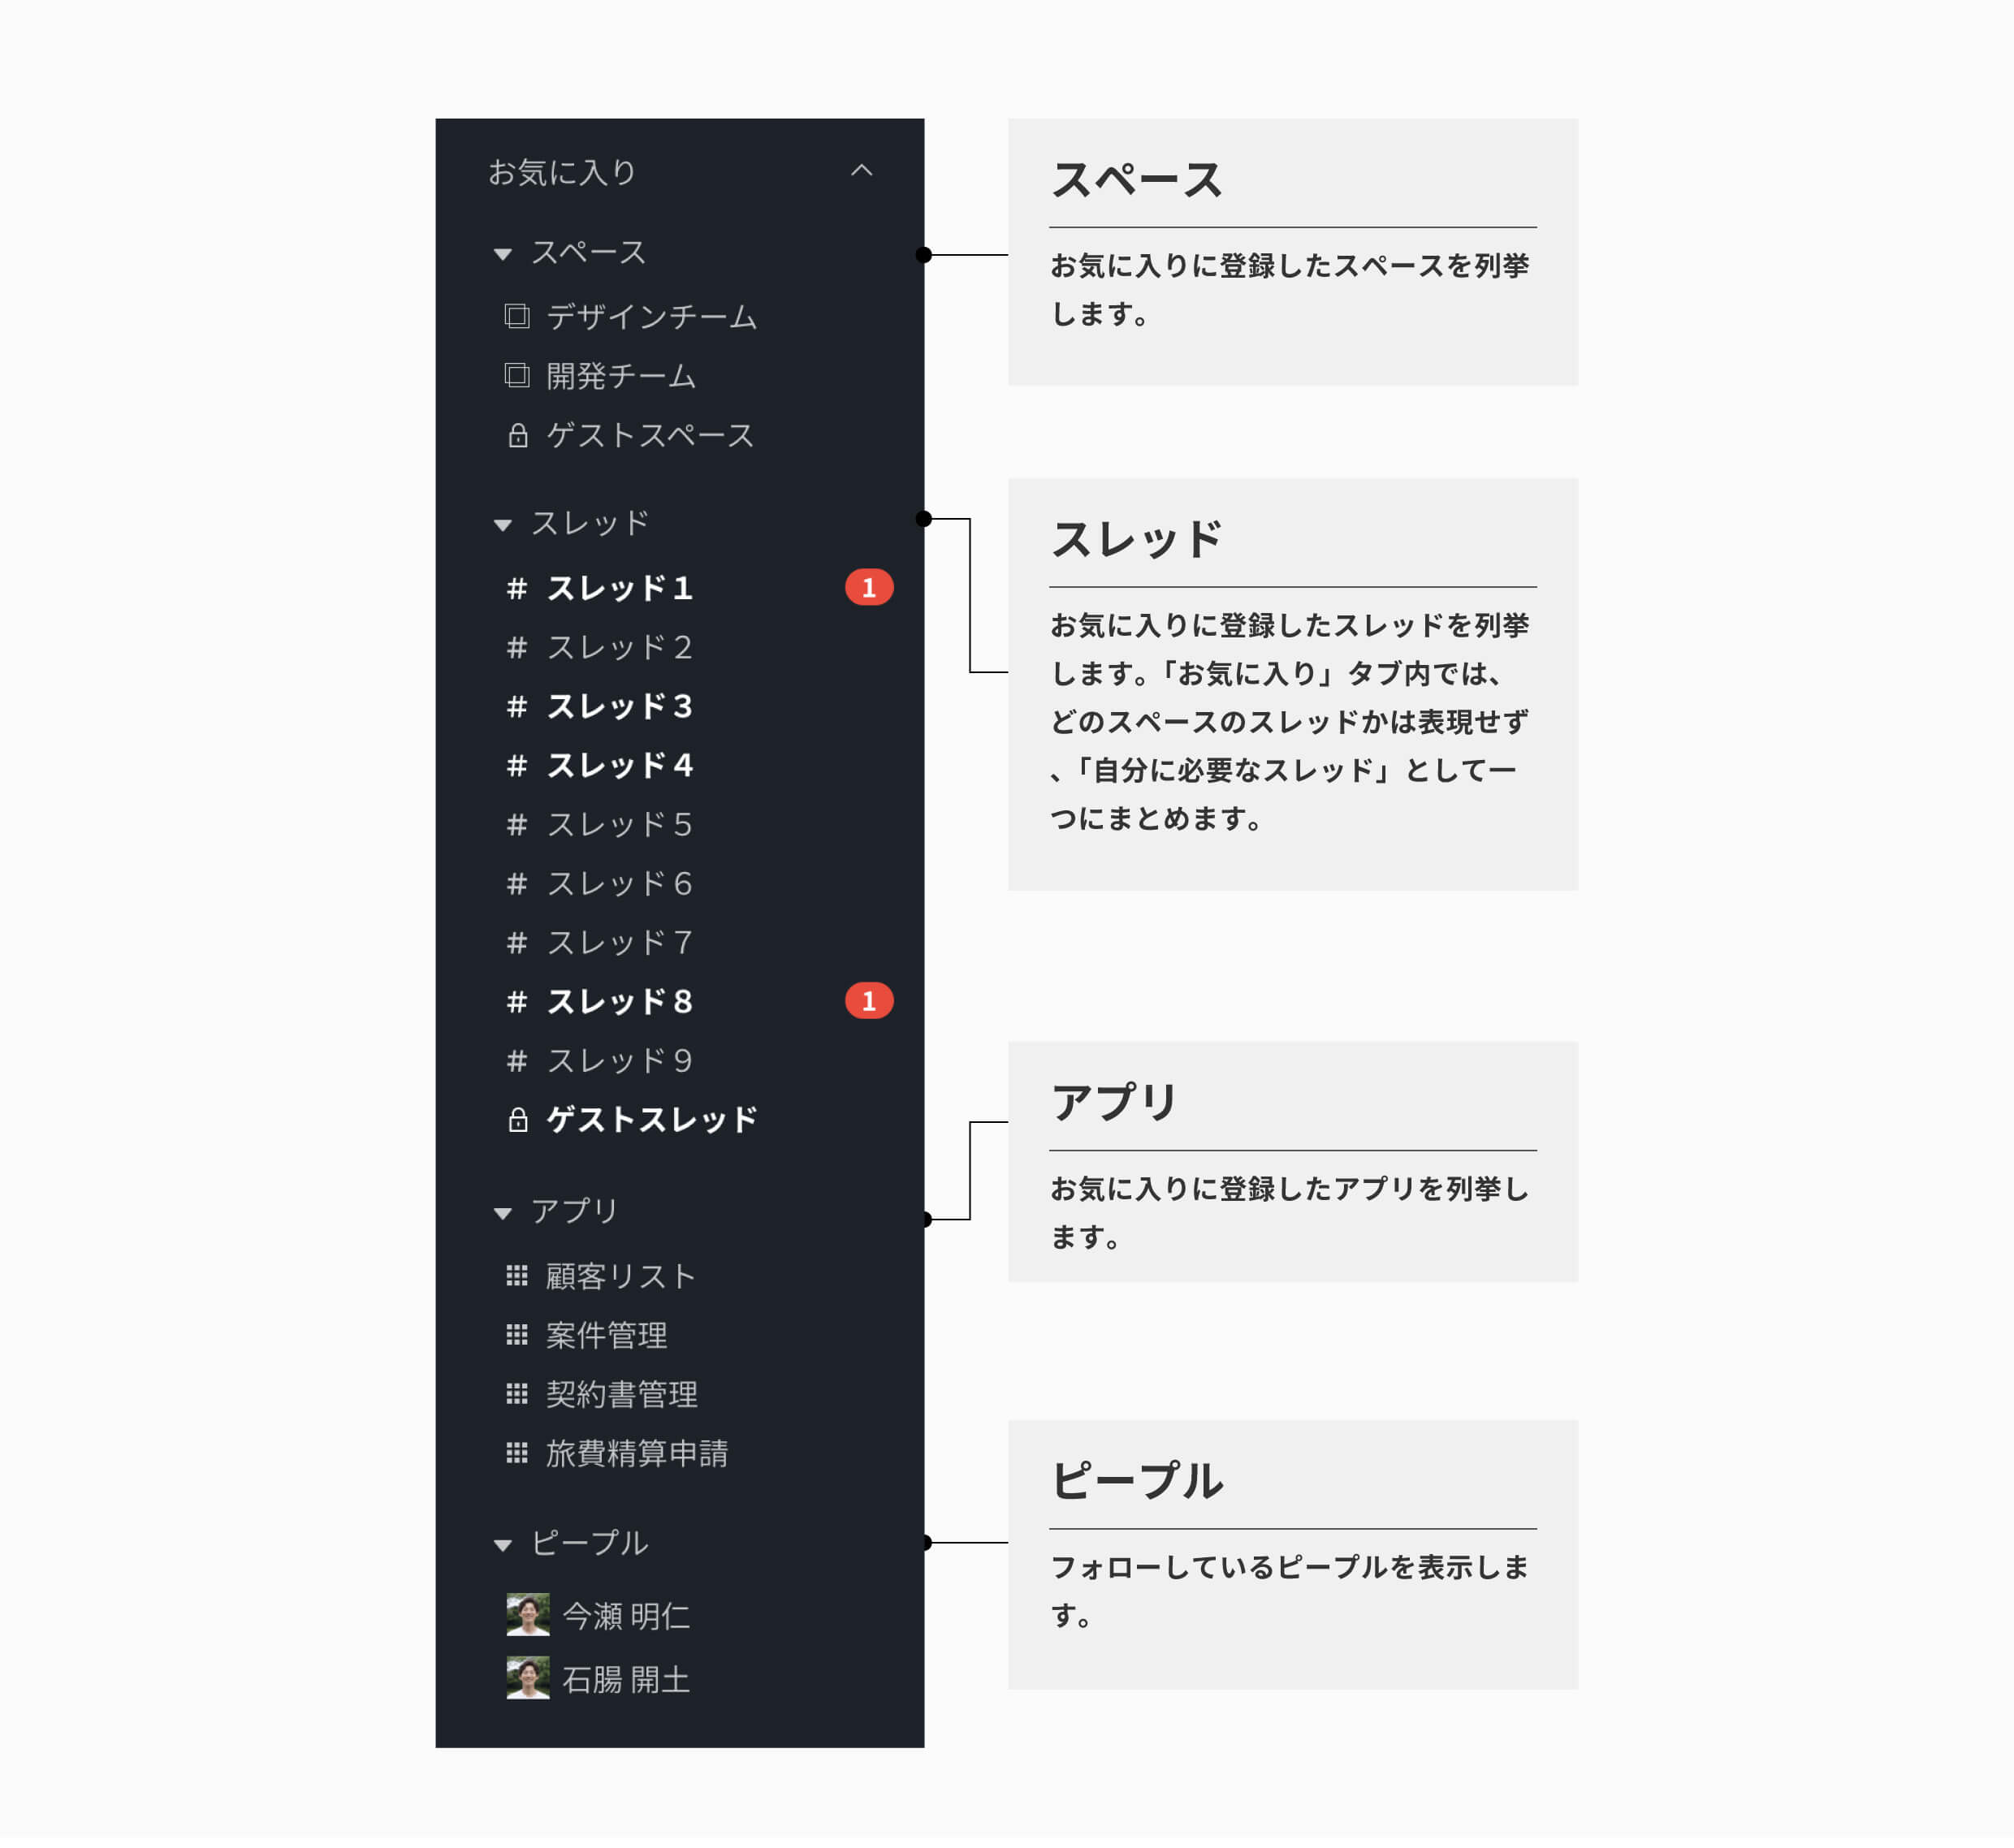 お気に入り
スペース
デザインチーム
開発チーム
ゲストスペース
スレッド
# スレッド１ 1
# スレッド２
# スレッド３
# スレッド４
# スレッド５
# スレッド６
# スレッド７
# スレッド８ 1
# スレッド９
ゲストスレッド
アプリ
顧客リスト
案件管理
契約書管理
旅費精算申請
ピープル
今瀬 明仁
石腸 開土
スペース
お気に入りに登録したスペースを列挙
します。
スレッド
お気に入りに登録したスレッドを列挙
します。「お気に入り」タブ内では、
どのスペースのスレッドかは表現せず
、「自分に必要なスレッド」として一
つにまとめます。
アプリ
お気に入りに登録したアプリを列挙し
ます。
ピープル
フォローしているピープルを表示しま
す。